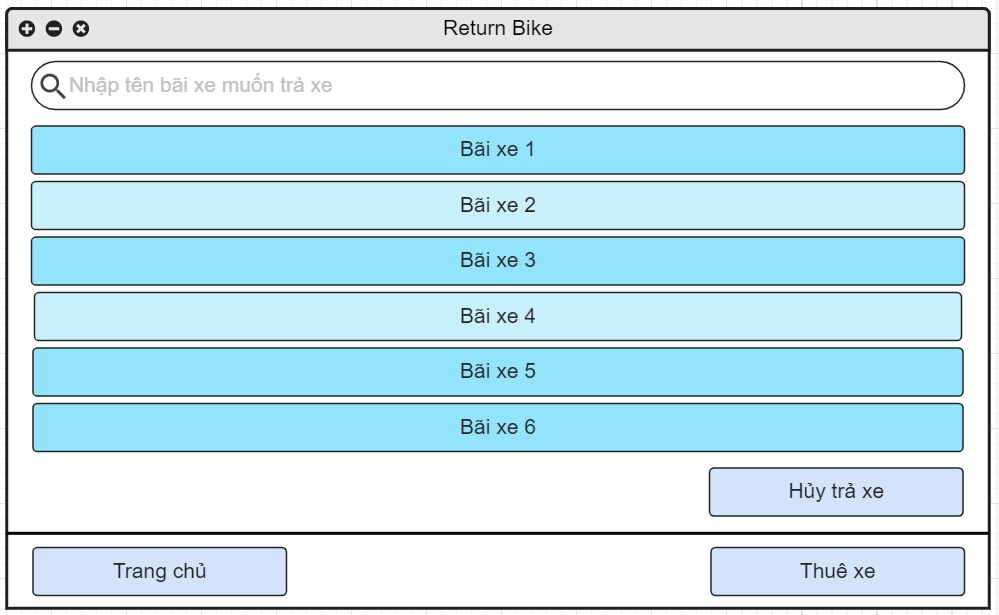 Return Bike
Nhập tên bãi xe muốn trả xe
Bãi xe 1
Bãi xe 2
Bãi xe 3
Bãi xe 4
Bãi xe 5
Bãi xe 6
Hủy trả xe
Trang chủ
Thuê xe